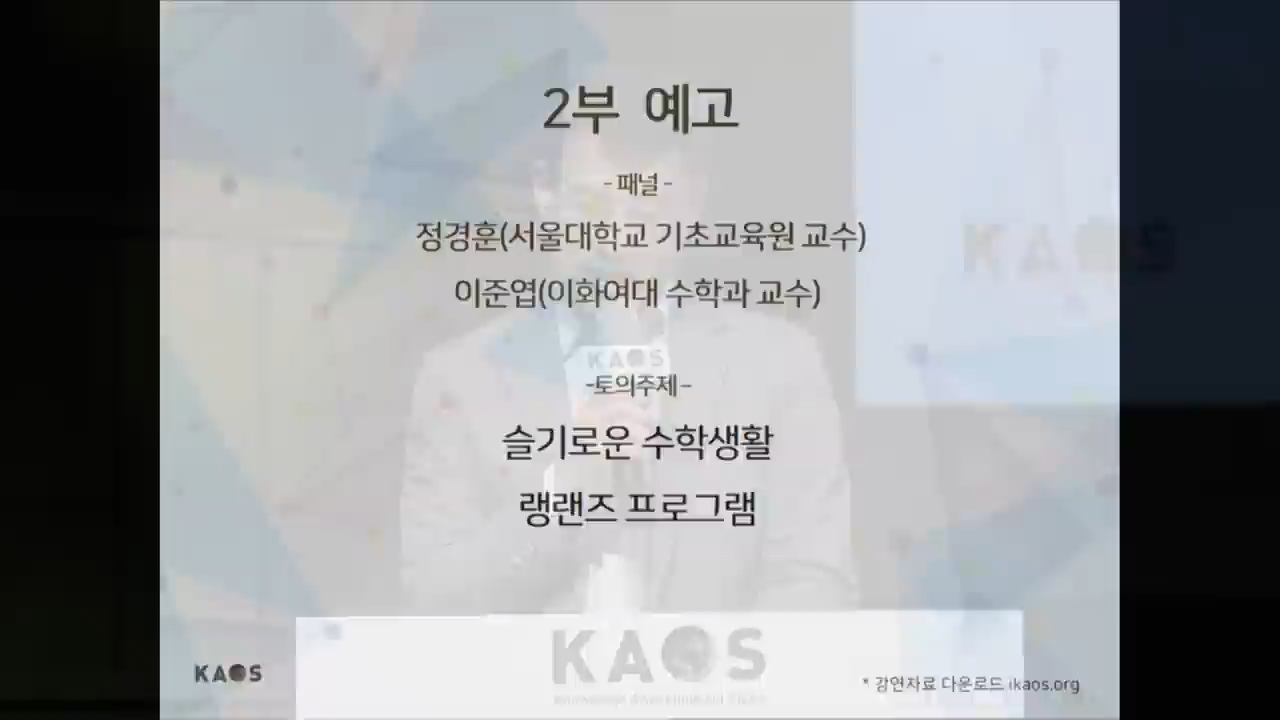 2부 예고
- 패널 -
정경훈(서울대학교 기초교육원 교수)
이준엽(이화여대 수학과 교수)
KAOS
KAOS
-토의주제-
슬기로운 수학생활
랭랜즈 프로그램
KAOS
KAOS
* 강연자료 다운로드 ikaos.org